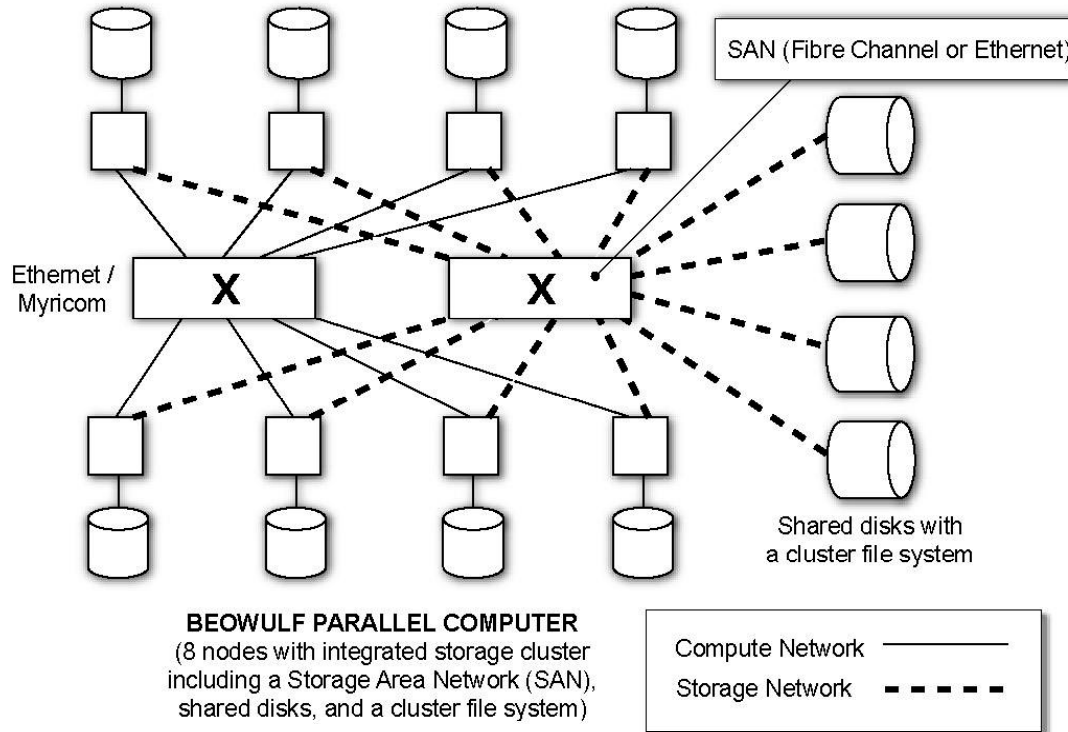 SAN (Fibre Channel or Ethernet)
Ethernet /
Myricom
X
X
Shared disks with
a cluster file system
BEOWULF PARALLEL COMPUTER
(8 nodes with integrated storage cluster
including a Storage Area Network (SAN),
shared disks, and a cluster file system)
Compute Network
Storage Network